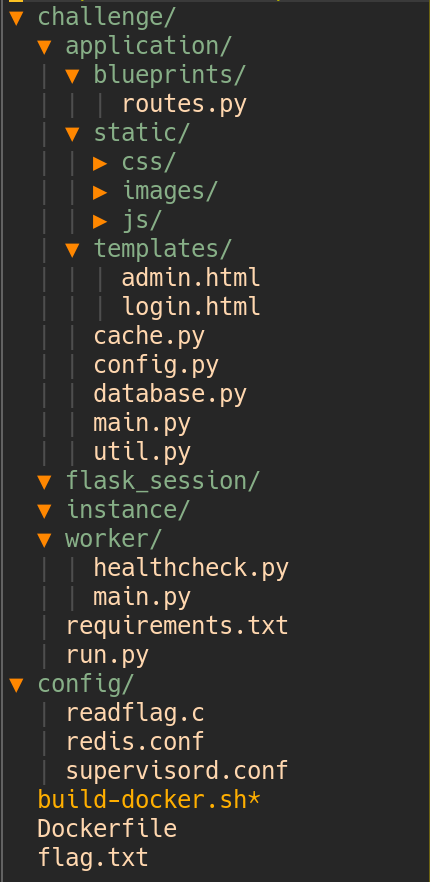 ▼ challenge/
▼ application/
▼ blueprints/
routes.py
▼ static/
▶ css/
▶ images/
▶ js/
▼ templates/
admin.html
login.html
cache.py
config.py
database.py
main.py
util.py
▼ flask_session/
▼ instance/
▼ worker/
healthcheck.py
main.py
requirements.txt
run.py
▼ config/
readflag.c
redis.conf
supervisord.conf
build-docker.sh*
Dockerfile
flag.txt